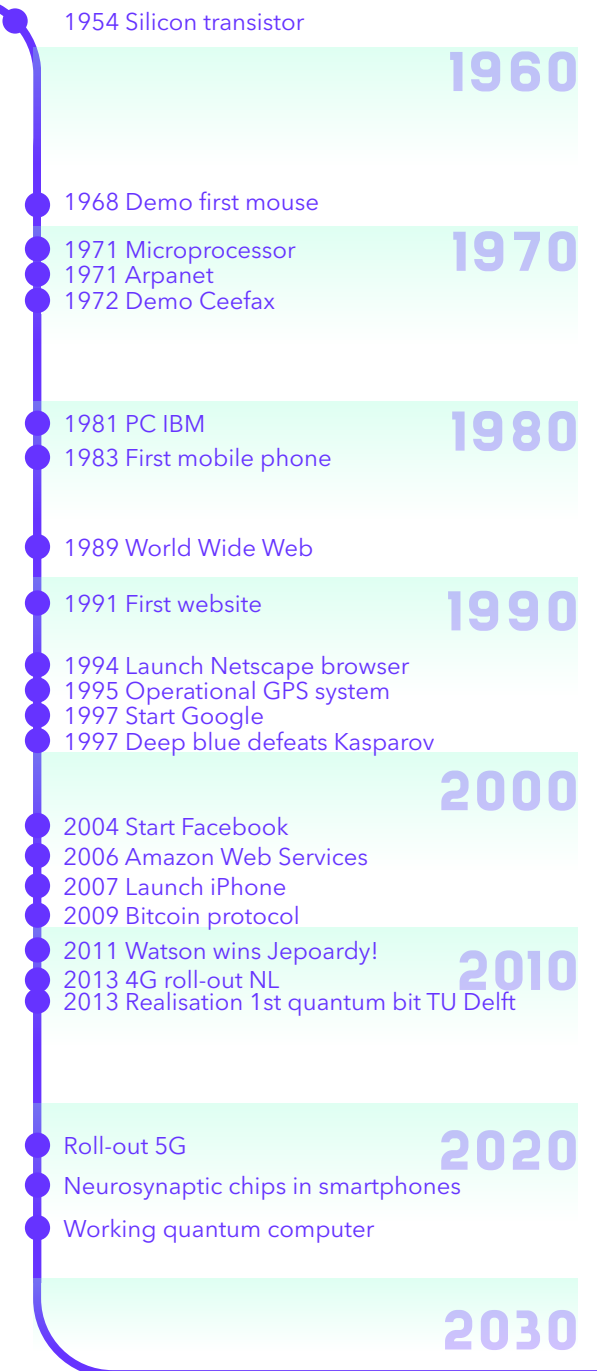 1954 Silicon transistor
1960
1968 Demo first mouse
1970
1971 Microprocessor
1971 Arpanet
1972 Demo Ceefax
1980
1981 PC IBM
1983 First mobile phone
1989 World Wide Web
1990
1991 First website
1994 Launch Netscape browser
1995 Operational GPS system
1997 Start Google
1997 Deep blue defeats Kasparov
2000
2004 Start Facebook
2006 Amazon Web Services
2007 Launch iPhone
2009 Bitcoin protocol
2011 Watson wins Jepoardy!
2010
2013 4G roll-out NL
2013 Realisation 1st quantum bit TU Delft
Roll-out 5G
2020
Neurosynaptic chips in smartphones
Working quantum computer
2030